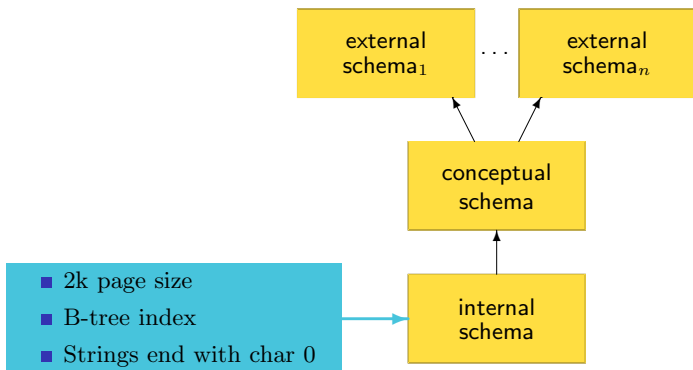 external
schema₁
...
external
schemaₙ
conceptual
schema
2k page size
B-tree index
Strings end with char 0
internal
schema